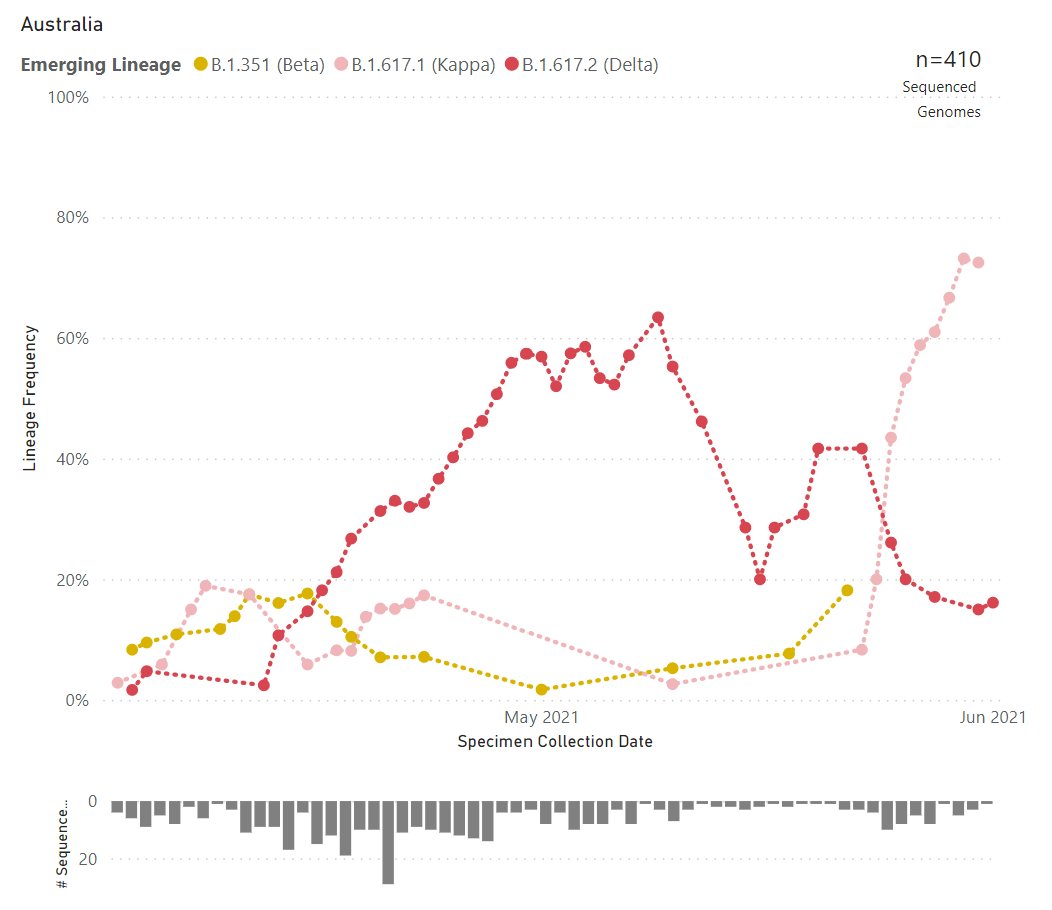 Australia
Emerging Lineage B.1.351 (Beta) B.1.617.1 (Kappa) B.1.617.2 (Delta)
n=410
Sequenced
Genomes
100%
80%
60%
40%
20%
0%
Lineage Frequency
May 2021 Jun 2021
Specimen Collection Date
0
20
# Sequence...